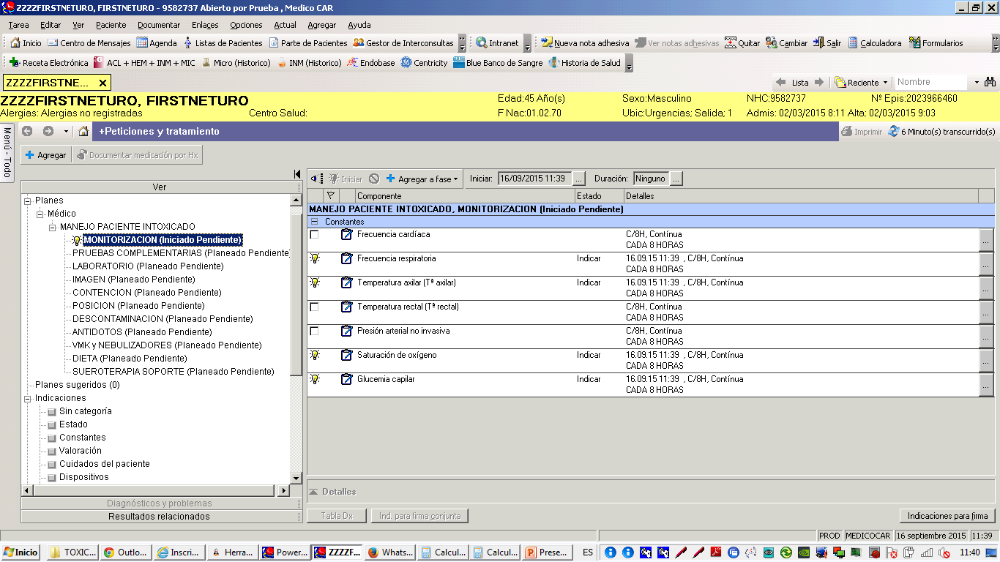 ZZZZFIRSTNETURO, FIRSTNETURO - 9582737 Abierto por Prueba , Medico CAR
Tarea Editar Ver Paciente Documentar Enlaces Opciones Actual Agregar Ayuda
Inicio Centro de Mensajes Agenda Listas de Pacientes Parte de Pacientes Gestor de Interconsultas Intranet Nueva nota adhesiva Ver notas adhesivas Quitar Cambiar Salir Calculadora Formularios
Receta Electrónica ACL + HEM + INM + MIC Micro (Historico) INM (Historico) Endobase Centricity Blue Banco de Sangre Historia de Salud
ZZZZFIRSTNE... Lista Reciente Nombre
ZZZZFIRSTNETURO, FIRSTNETURO Edad:45 Año(s) Sexo:Masculino NHC:9582737 Nº Epis:2023966460
Alergias: Alergias no registradas Centro Salud: F Nac:01.02.70 Ubic:Urgencias; Salida; 1 Admis: 02/03/2015 8:11 Alta: 02/03/2015 9:03
Menú - Todo
+Peticiones y tratamiento Imprimir 6 Minuto(s) transcurrido(s)
Agregar Documentar medicación por Hx
Ver
Planes
Médico
MANEJO PACIENTE INTOXICADO
MONITORIZACION (Iniciado Pendiente)
PRUEBAS COMPLEMENTARIAS (Planeado Pendiente
LABORATORIO (Planeado Pendiente)
IMAGEN (Planeado Pendiente)
CONTENCION (Planeado Pendiente)
POSICION (Planeado Pendiente)
DESCONTAMINACION (Planeado Pendiente)
ANTIDOTOS (Planeado Pendiente)
VMK y NEBULIZADORES (Planeado Pendiente)
DIETA (Planeado Pendiente)
SUEROTERAPIA SOPORTE (Planeado Pendiente)
Planes sugeridos (0)
Indicaciones
Sin categoría
Estado
Constantes
Valoración
Cuidados del paciente
Dispositivos
Diagnósticos y problemas
Resultados relacionados
Iniciar Agregar a fase Iniciar: 16/09/2015 11:39 ... Duración: Ninguno ...
Componente Estado Detalles
MANEJO PACIENTE INTOXICADO, MONITORIZACION (Iniciado Pendiente)
Constantes
Frecuencia cardíaca C/8H, Contínua
CADA 8 HORAS
...
Frecuencia respiratoria Indicar 16.09.15 11:39 , C/8H, Contínua
CADA 8 HORAS
...
Temperatura axilar (Tª axilar) Indicar 16.09.15 11:39 , C/8H, Contínua
CADA 8 HORAS
...
Temperatura rectal (Tª rectal) C/8H, Contínua
CADA 8 HORAS
...
Presión arterial no invasiva C/8H, Contínua
CADA 8 HORAS
...
Saturación de oxígeno Indicar 16.09.15 11:39 , C/8H, Contínua
CADA 8 HORAS
...
Glucemia capilar Indicar 16.09.15 11:39 , C/8H, Contínua
CADA 8 HORAS
...
Detalles
Tabla Dx Ind. para firma conjunta Indicaciones para firma
PROD MEDICOCAR 16 septiembre 2015 11:39
Inicio TOXIC... Outlo... Inscri... Herra... Power... ZZZZF... Whats... Calcul... Calcul... Prese... ES 11:40